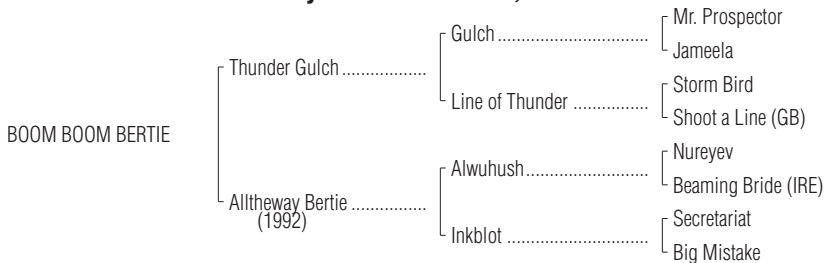 Mr. Prospector
Gulch ........................................
Jameela
Thunder Gulch ..................
Storm Bird
Line of Thunder ....................
Shoot a Line (GB)
BOOM BOOM BERTIE
Nureyev
Alwuhush ................................
Beaming Bride (IRE)
Alltheway Bertie ................
(1992)
Secretariat
Inkblot .....................................
Big Mistake